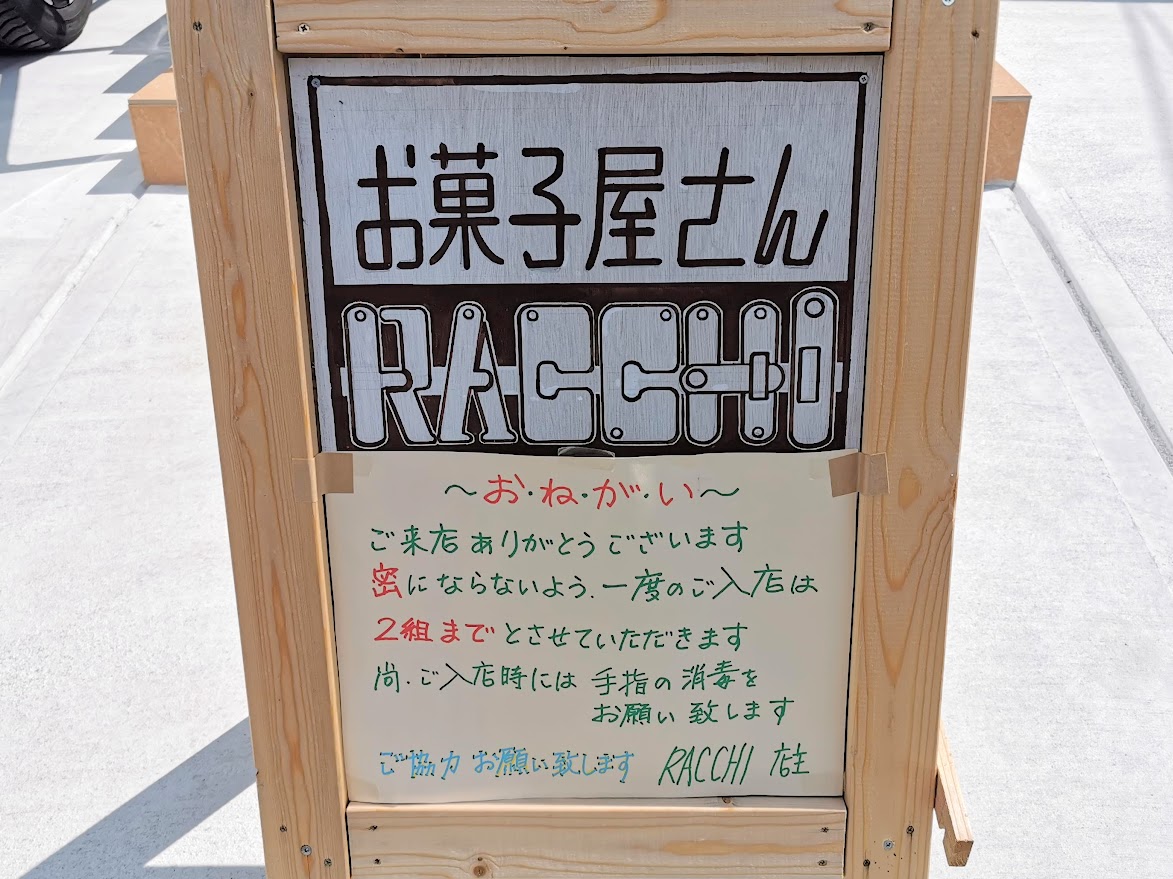 お菓子屋さん
RACCHI
～お・ね・が・い～
ご来店ありがとうございます
密にならないよう、一度のご入店は
2組までとさせていただきます
尚、ご入店時には手指の消毒を
お願い致します
ご協力お願い致します RACCHI 店主